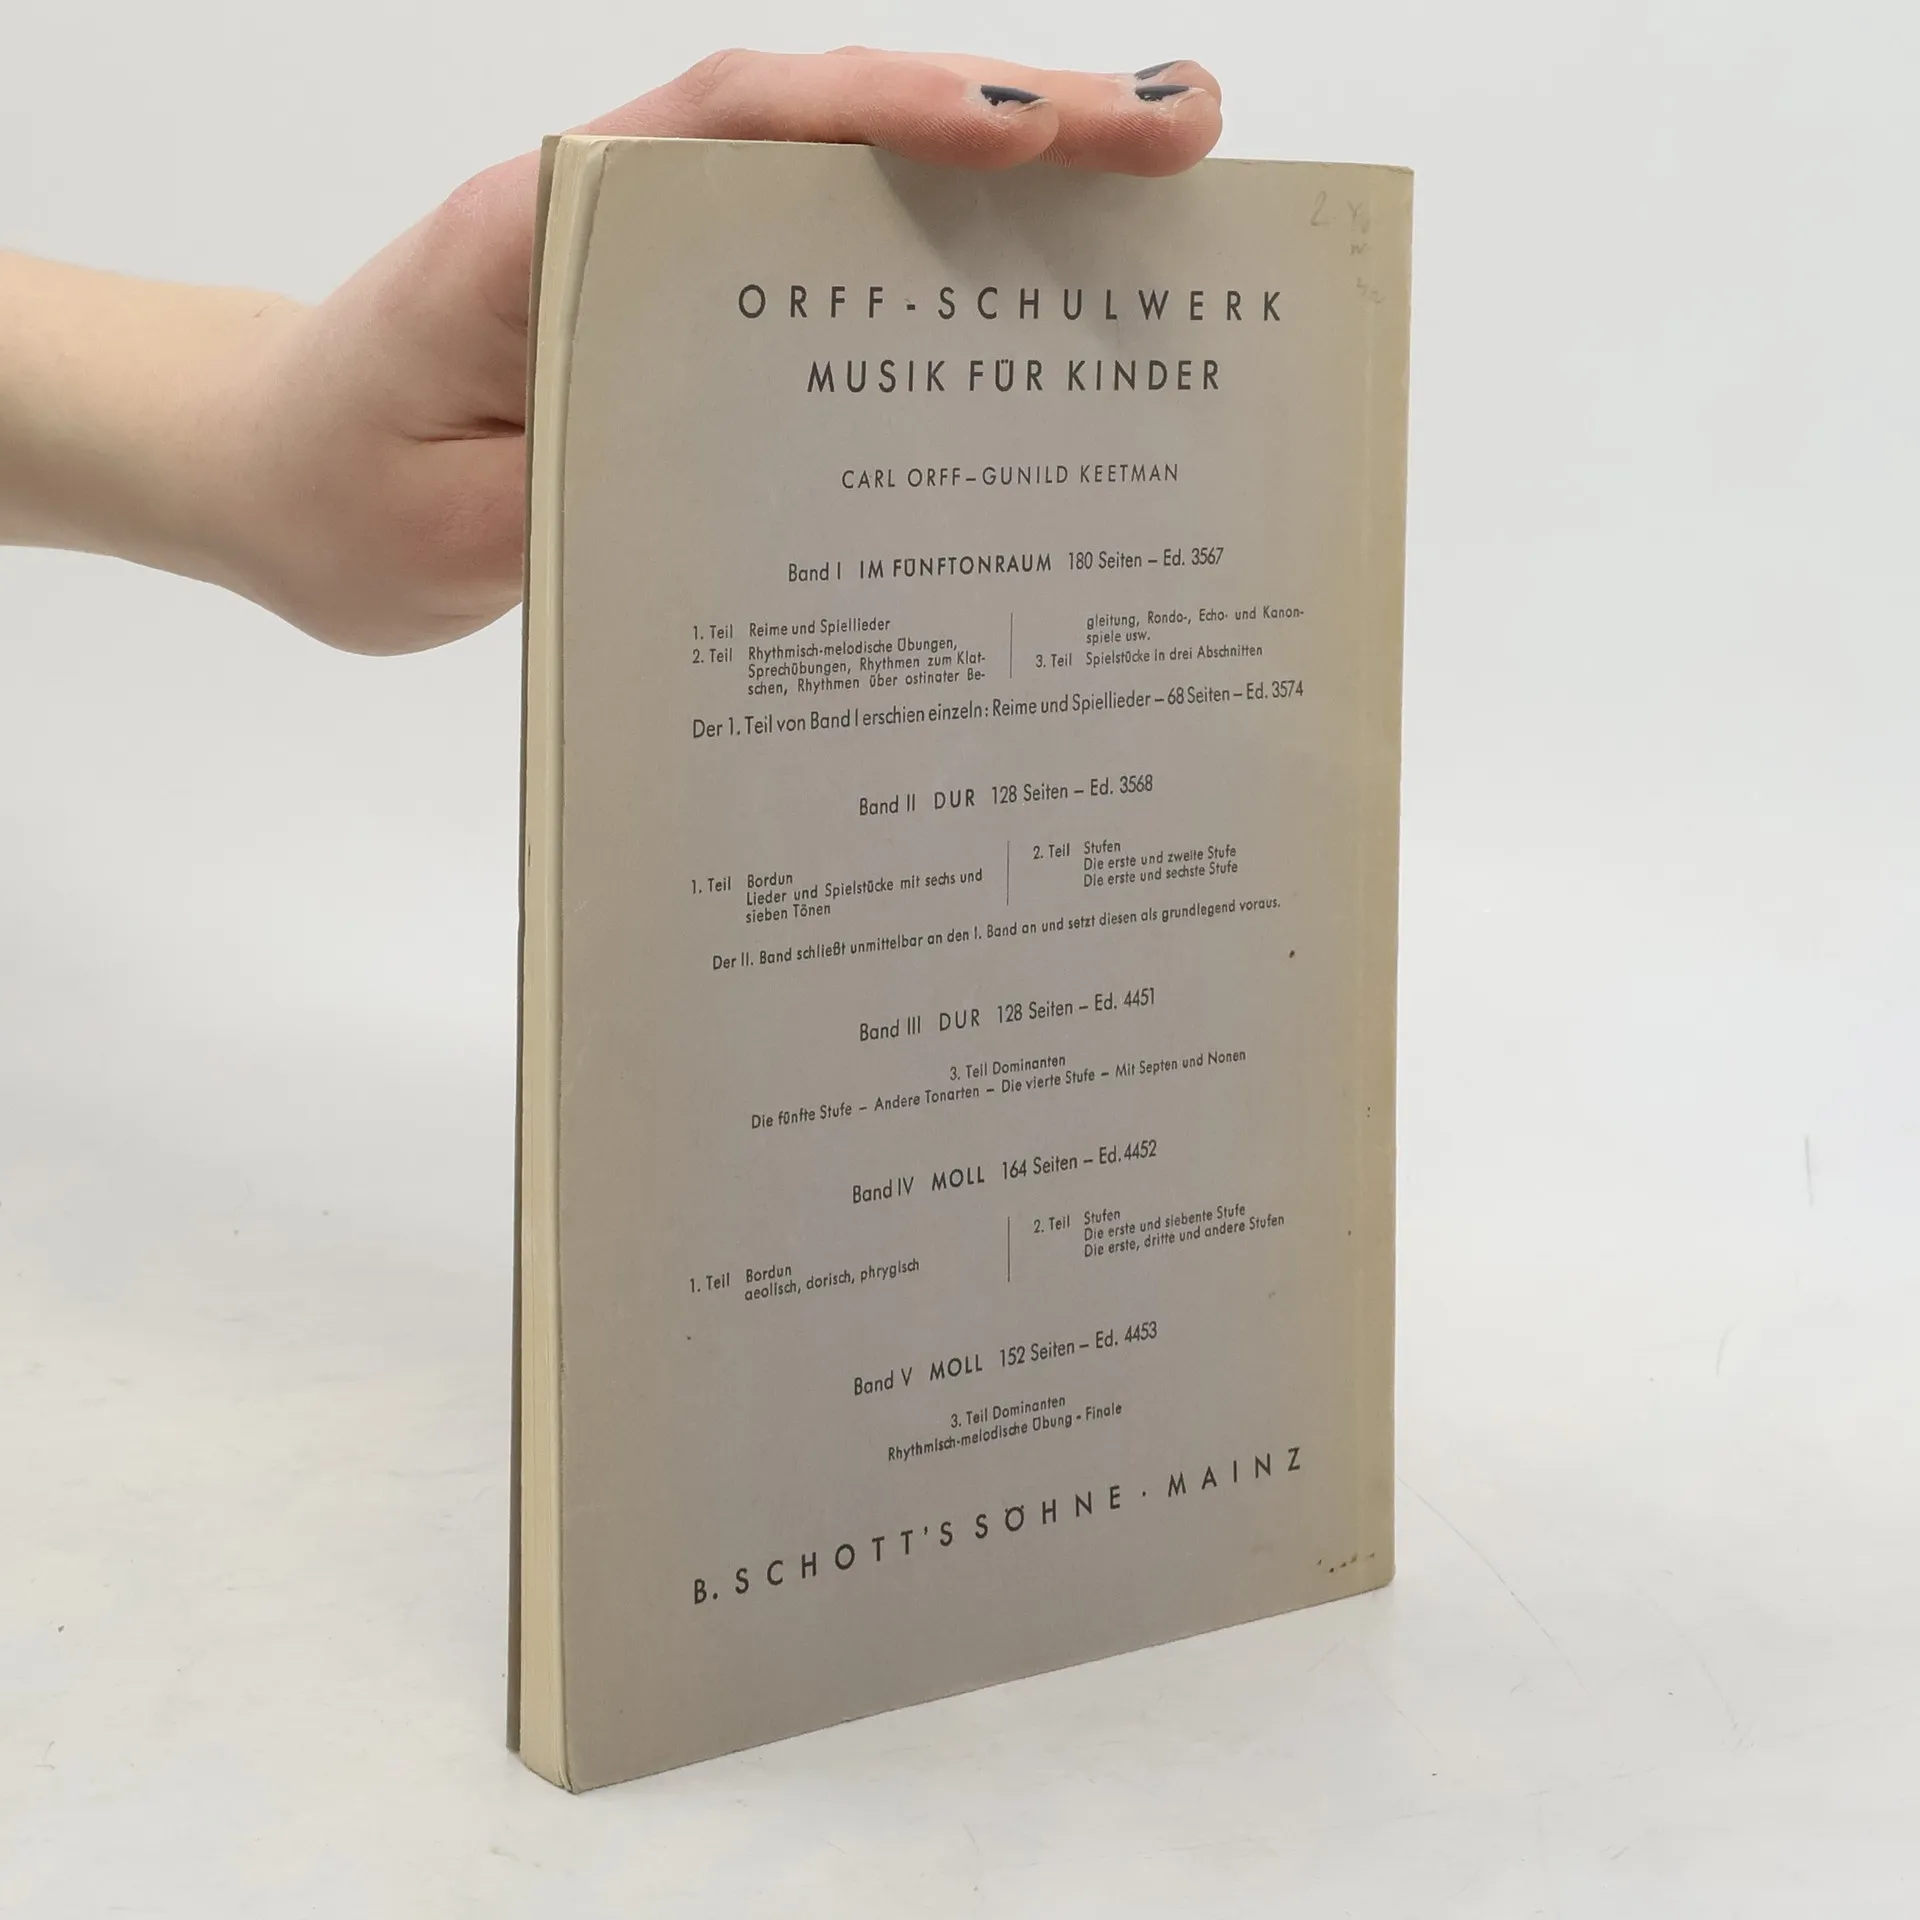 ORFF-SCHULWERK
MUSIK FÜR KINDER
CARL ORFF–GUNILD KEETMAN
Band I IM FÜNFTONRAUM 180 Seiten – Ed. 3567
1. Teil Reime und Spiellieder
2. Teil Rhythmisch-melodische Übungen,
Sprechübungen, Rhythmen zum Klat-
schen, Rhythmen über ostinater Be-
gleitung, Rondo-, Echo- und Kanon-
spiele usw.
3. Teil Spielstücke in drei Abschnitten
Der 1. Teil von Band I erschien einzeln: Reime und Spiellieder – 68 Seiten – Ed. 3574
Band II DUR 128 Seiten – Ed. 3568
1. Teil Bordun
Lieder und Spielstücke mit sechs und
sieben Tönen
2. Teil Stufen
Die erste und zweite Stufe
Die erste und sechste Stufe
Der II. Band schließt unmittelbar an den I. Band an und setzt diesen als grundlegend voraus.
Band III DUR 128 Seiten – Ed. 4451
3. Teil Dominanten
Die fünfte Stufe – Andere Tonarten – Die vierte Stufe – Mit Septen und Nonen
Band IV MOLL 164 Seiten – Ed. 4452
1. Teil Bordun
aeolisch, dorisch, phrygisch
2. Teil Stufen
Die erste und siebente Stufe
Die erste, dritte und andere Stufen
Band V MOLL 152 Seiten – Ed. 4453
3. Teil Dominanten
Rhythmisch-melodische Übung - Finale
B. SCHOTT'S SÖHNE · MAINZ